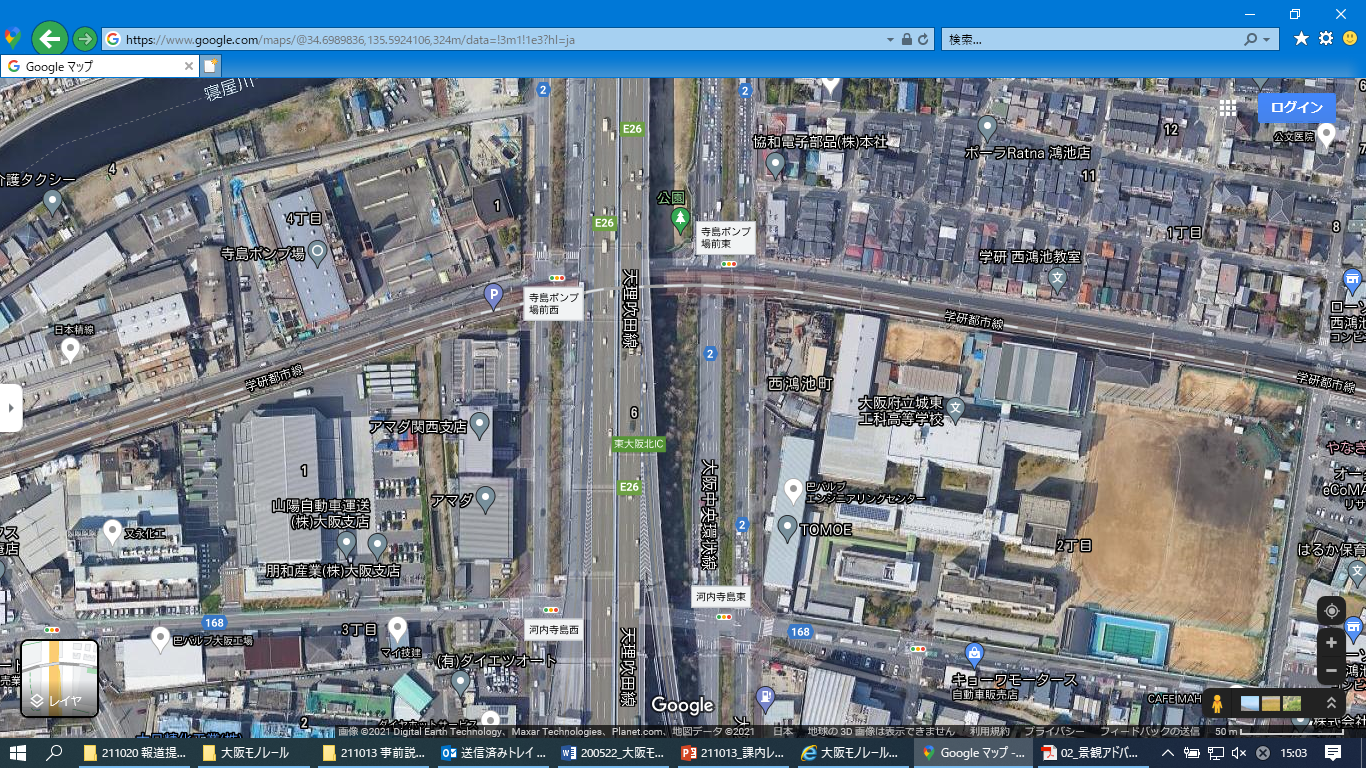 https://www.google.com/maps/@34.6989836,135.5924106,324m/data=!3m1!1e3?hl=ja
検索...
Google マップ
寝屋川
2
2
E26
ログイン
12
公文医院
協和電子部品(株)本社
ポーラRatna 鴻池店
11
介護タクシー
4
公園
1
4丁目
E26
寺島ポンプ
場前東
1丁目
8
寺島ポンプ場
学研 西鴻池教室
P
寺島ポンプ
場前西
天理吹田線
学研都市線
日本精線
2
学研都市線
学研都市線
西鴻池町
大阪府立城東
工科高等学校
6
アマダ関西支店
東大阪北IC
1
大阪中央環状線
E26
アマダ
巴バルブ
エンジニアリングセンター
eCoMA
山陽自動車運送
(株)大阪支店
2
TOMOE
又永化工
2丁目
はるか保育
朋和産業(株)大阪支店
河内寺島東
168
3丁目
河内寺島西
168
巴バルブ大阪工場
マイ技建
天理吹田線
(有)ダイエツオート
キョーワモータース
自動車販売店
レイヤ
CAFE MAH
Google
2
ダイヤホットサービス
画像 ©2021 Digital Earth Technology、Maxar Technologies、Planet.com、地図データ ©2021
日本
地球の 3D 画像は表示できません
利用規約
プライバシー
フィードバックの送信
50 m
211020 報道提...
大阪モノレール
211013 事前説...
送信済みトレイ ...
200522_大阪モ...
211013_課内レ...
大阪モノレール...
Google マップ -...
02_景観アドバ...
15:03